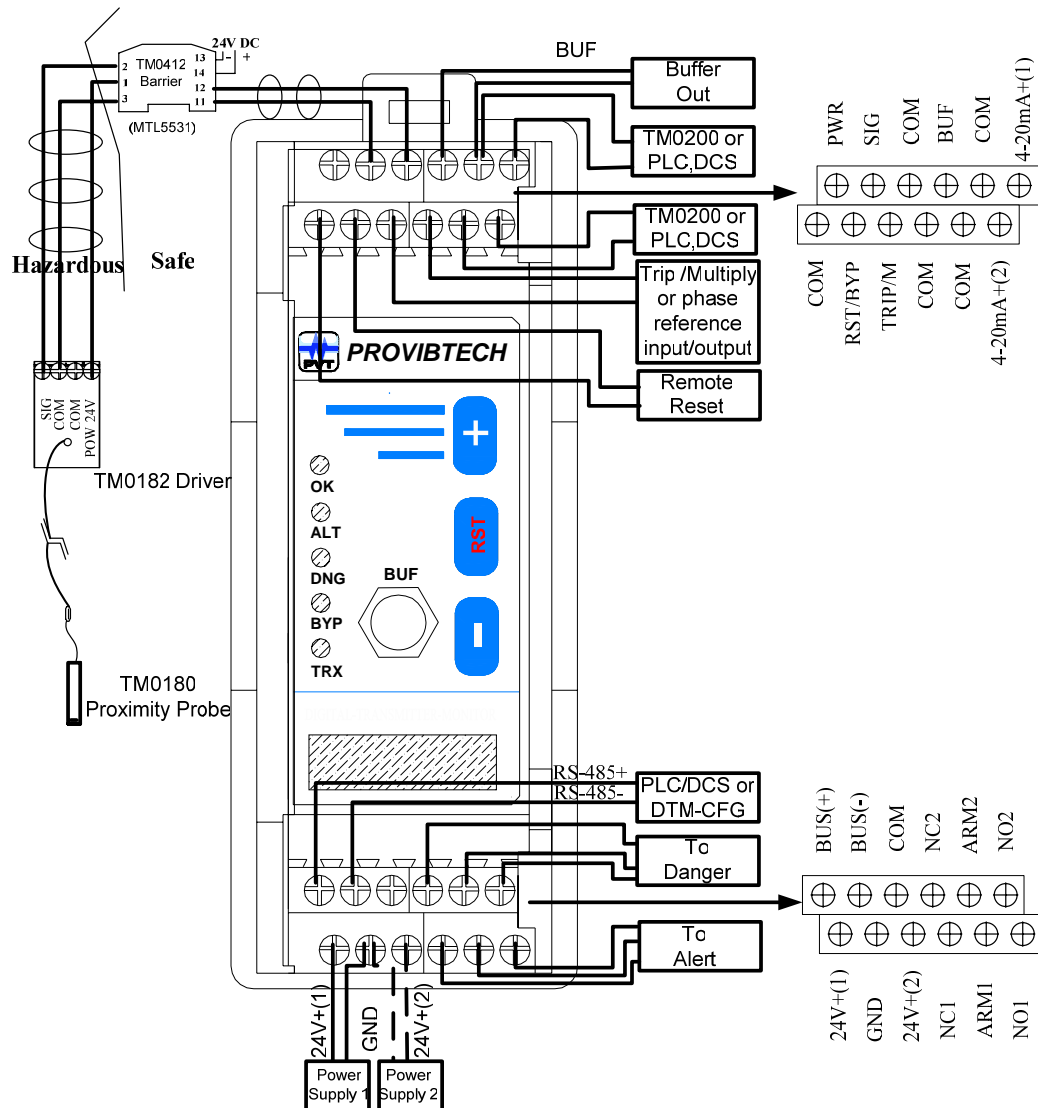 24V DC
- +
2
1
3
TM0412
Barrier
13
14
12
11
(MTL5531)
Hazardous
Safe
SIG
COM
COM
POW 24V
TM0182 Driver
TM0180
Proximity Probe
BUF
Buffer
Out
TM0200 or
PLC,DCS
TM0200 or
PLC,DCS
Trip /Multiply
or phase
reference
input/output
Remote
Reset
PWR
SIG
COM
BUF
COM
4-20mA+(1)
COM
RST/BYP
TRIP/M
COM
COM
4-20mA+(2)
PVT
PROVIBTECH
+
RST
-
OK
ALT
DNG
BYP
TRX
BUF
RS-485+
RS-485-
PLC/DCS or
DTM-CFG
To
Danger
To
Alert
BUS(+)
BUS(-)
COM
NC2
ARM2
NO2
24V+(1)
GND
24V+(2)
NC1
ARM1
NO1
24V+(1)
GND
24V+(2)
Power
Supply 1
Power
Supply 2